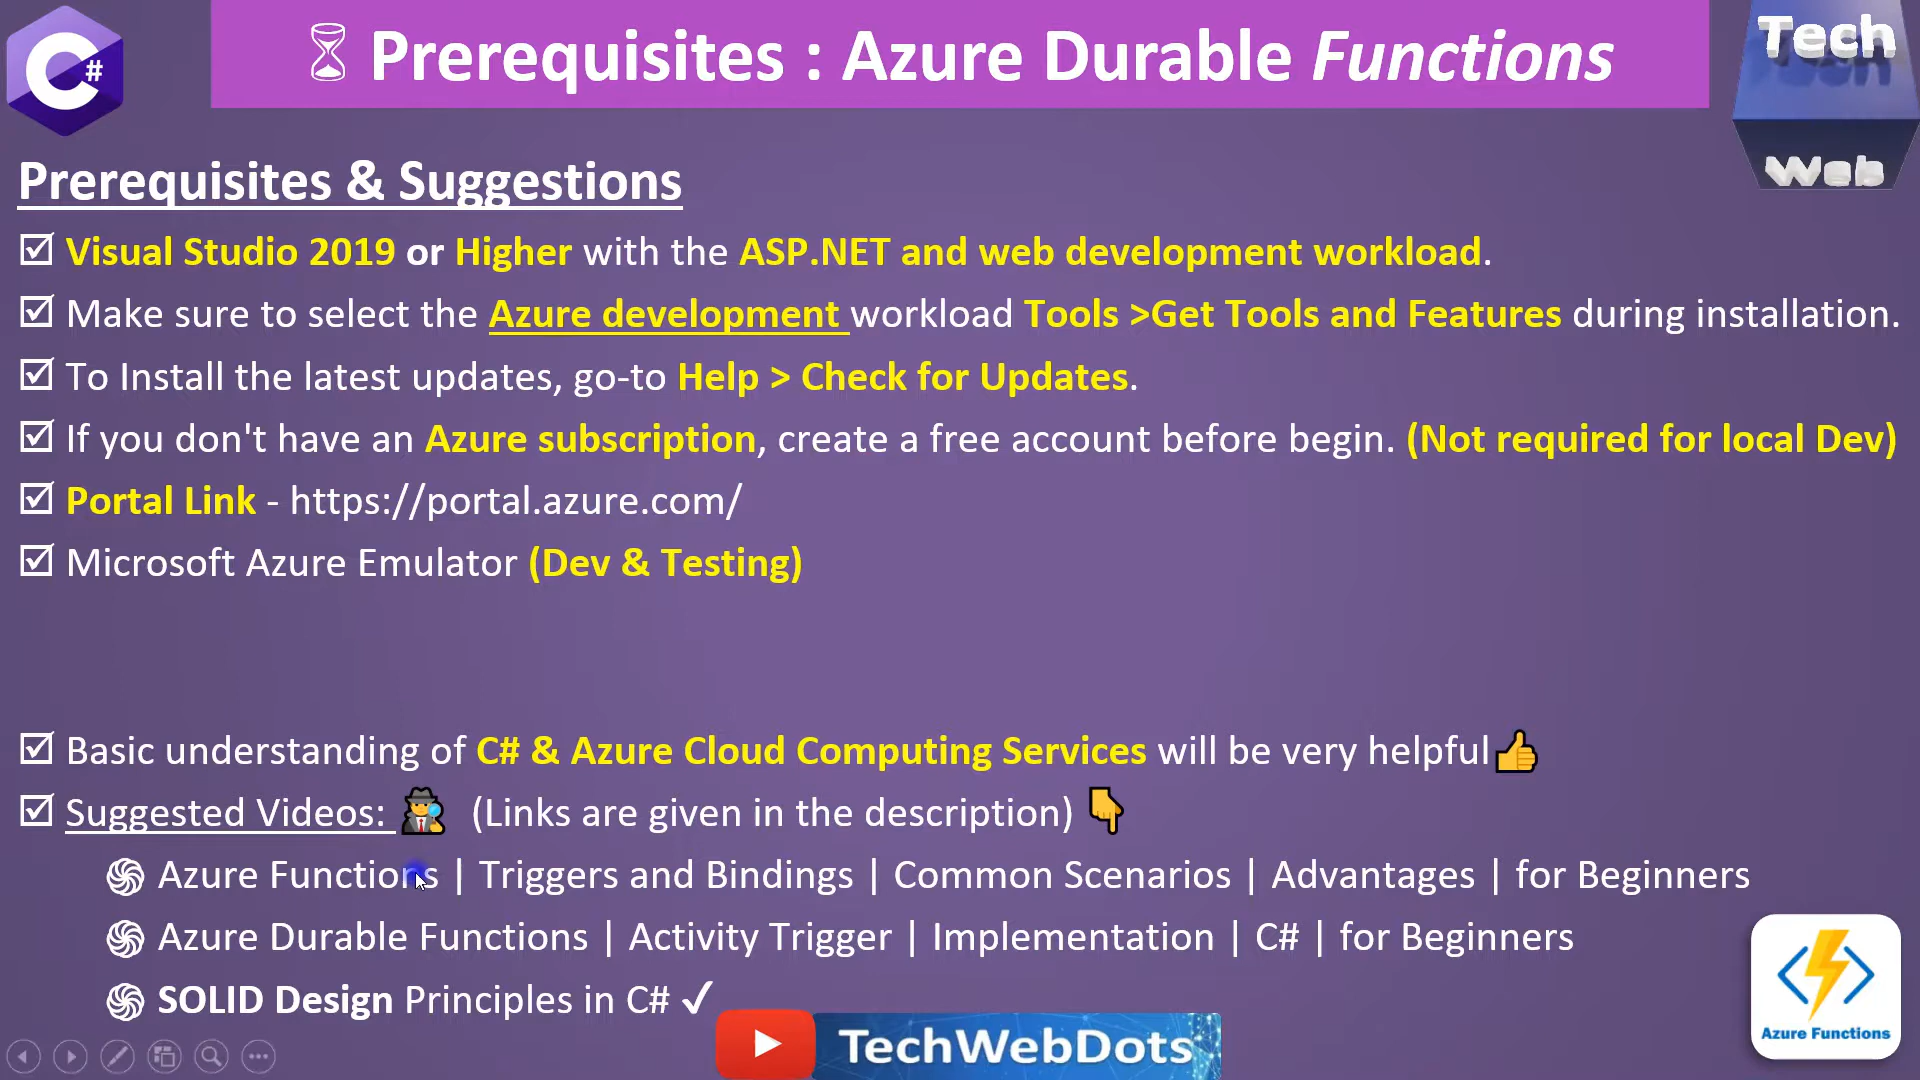 C#
⏳ Prerequisites : Azure Durable Functions
Tech
Web
Prerequisites & Suggestions
☑ Visual Studio 2019 or Higher with the ASP.NET and web development workload.
☑ Make sure to select the Azure development workload Tools >Get Tools and Features during installation.
☑ To Install the latest updates, go-to Help > Check for Updates.
☑ If you don't have an Azure subscription, create a free account before begin. (Not required for local Dev)
☑ Portal Link - https://portal.azure.com/
☑ Microsoft Azure Emulator (Dev & Testing)
☑ Basic understanding of C# & Azure Cloud Computing Services will be very helpful👍
☑ Suggested Videos: 🕵 (Links are given in the description) 👇
֍ Azure Functions | Triggers and Bindings | Common Scenarios | Advantages | for Beginners
֍ Azure Durable Functions | Activity Trigger | Implementation | C# | for Beginners
֍ SOLID Design Principles in C# ✓
TechWebDots
Azure Functions